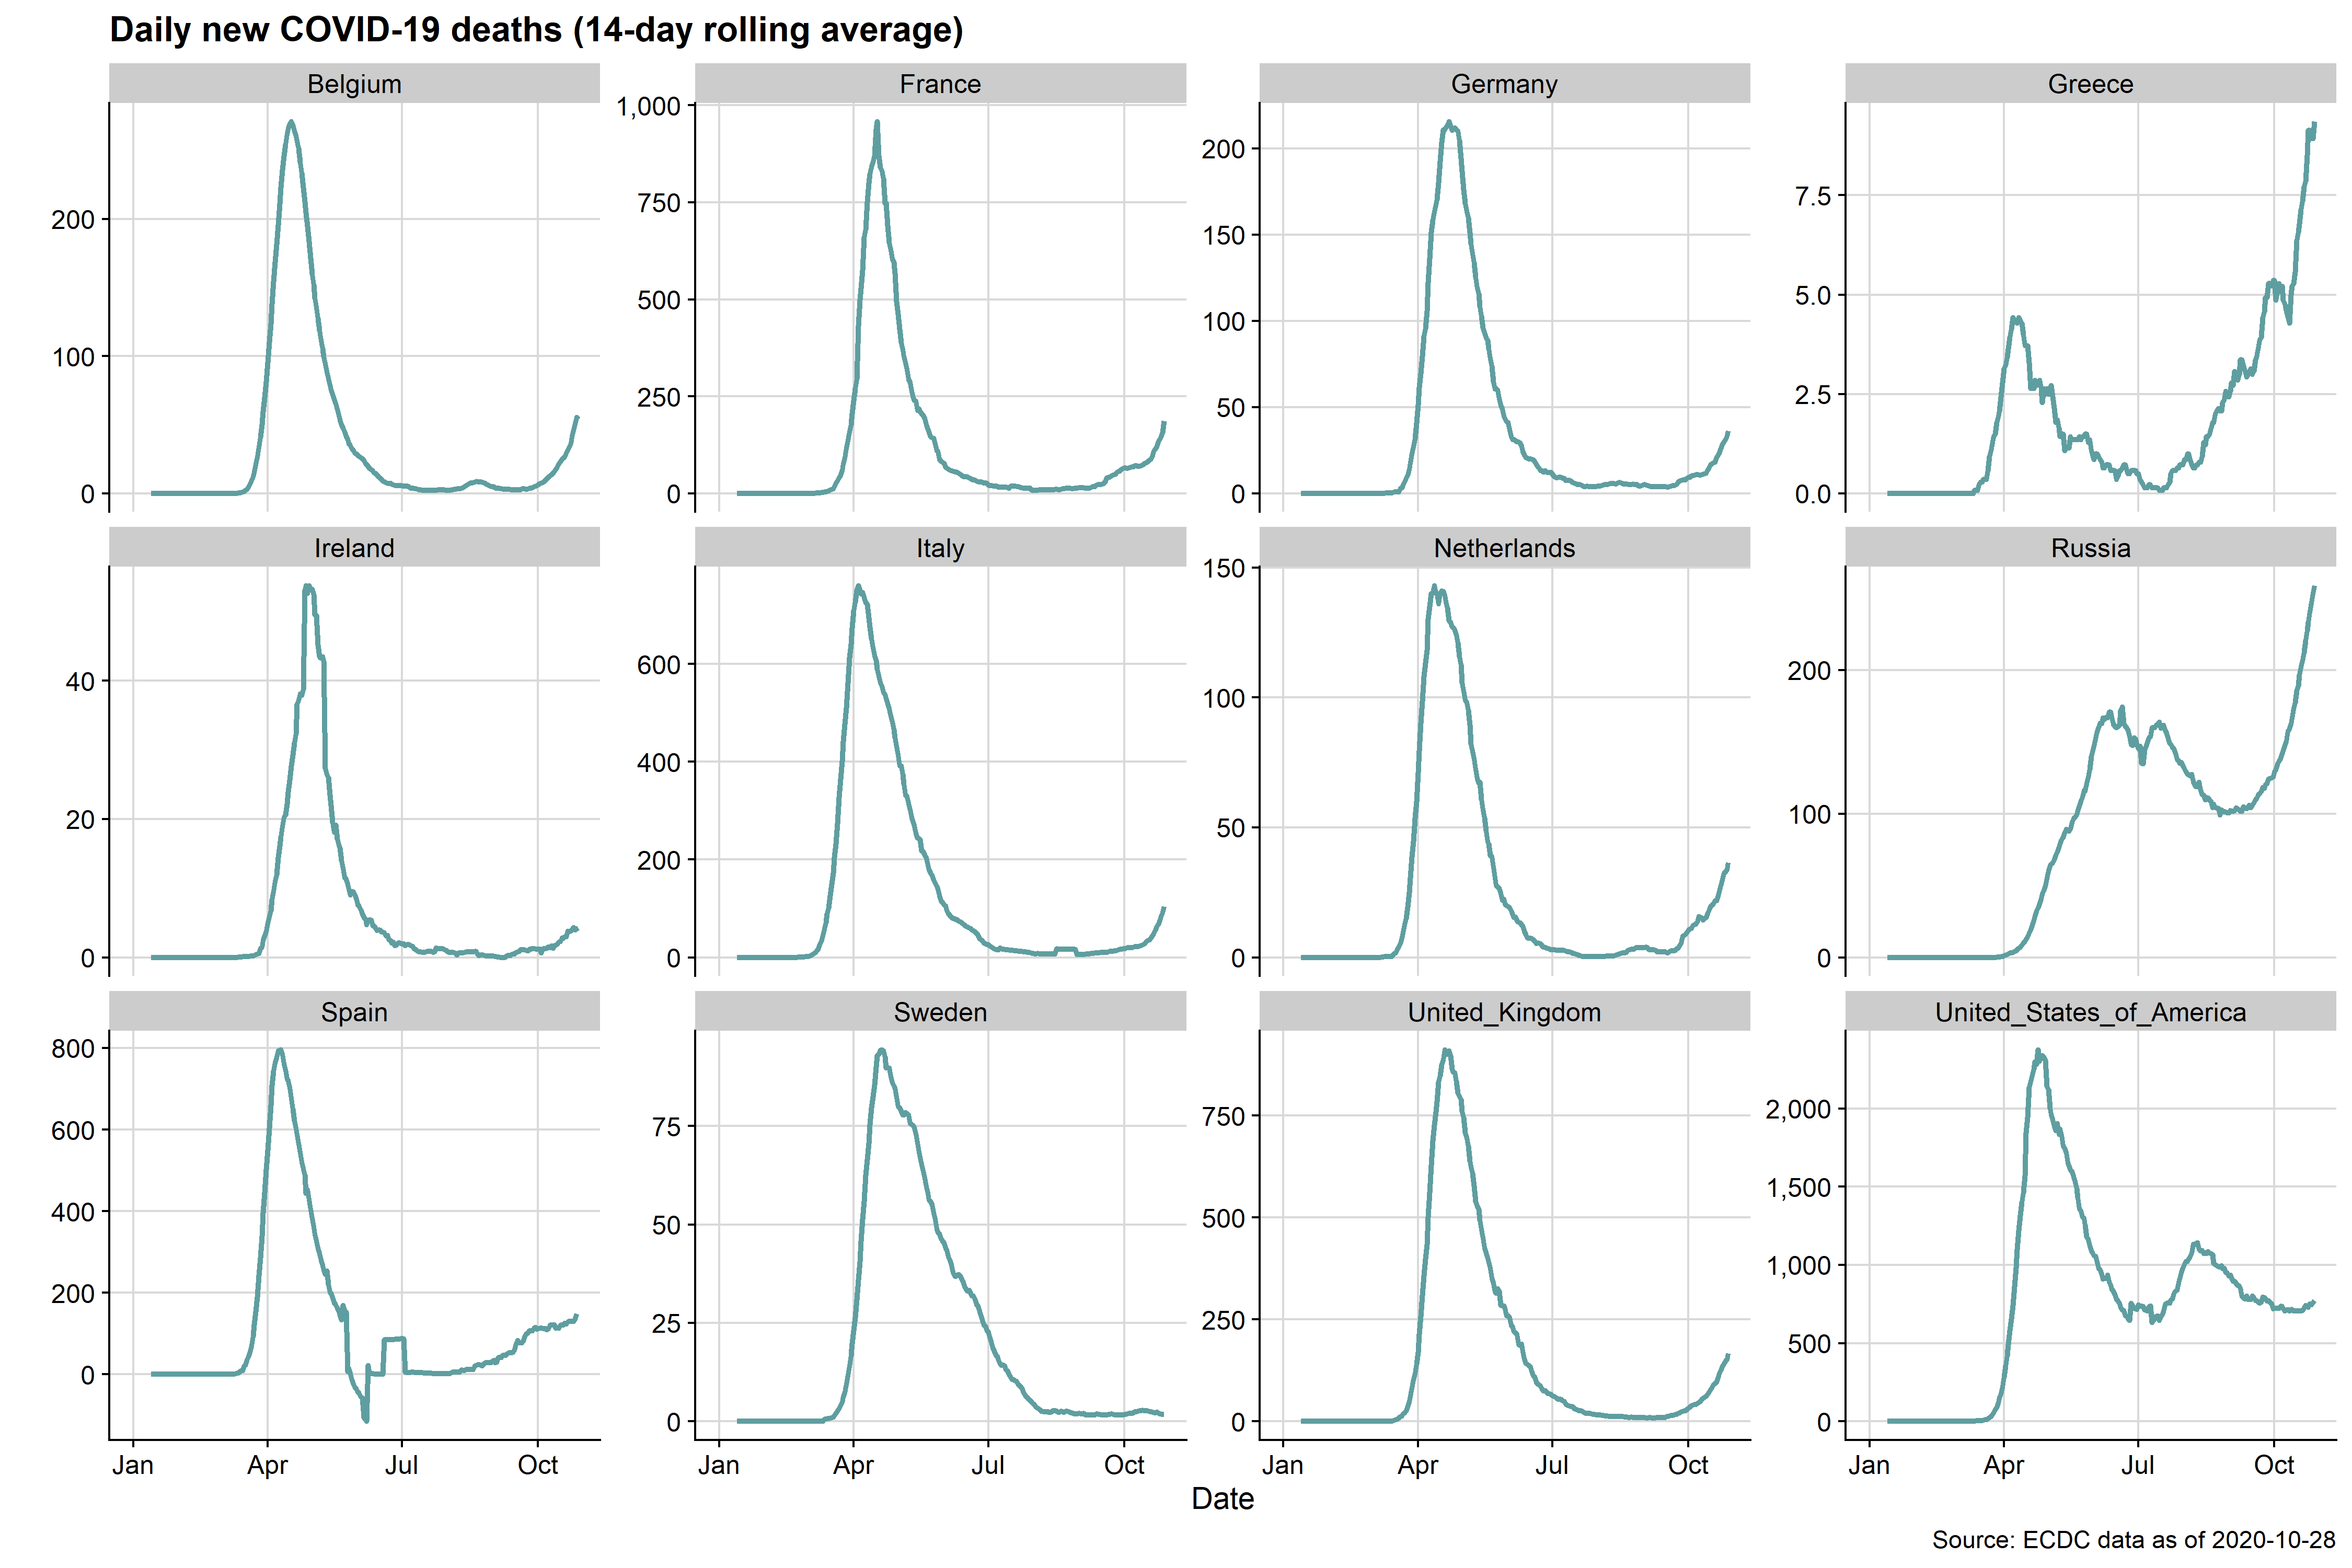 Daily new COVID-19 deaths (14-day rolling average)
Belgium
200
100
0
France
1,000
750
500
250
0
Germany
200
150
100
50
0
Greece
7.5
5.0
2.5
0.0
Ireland
40
20
0
Italy
600
400
200
0
Netherlands
150
100
50
0
Russia
200
100
0
Spain
800
600
400
200
0
Jan Apr Jul Oct
Sweden
75
50
25
0
Jan Apr Jul Oct
United_Kingdom
750
500
250
0
Jan Apr Jul Oct
United_States_of_America
2,000
1,500
1,000
500
0
Jan Apr Jul Oct
Date
Source: ECDC data as of 2020-10-28